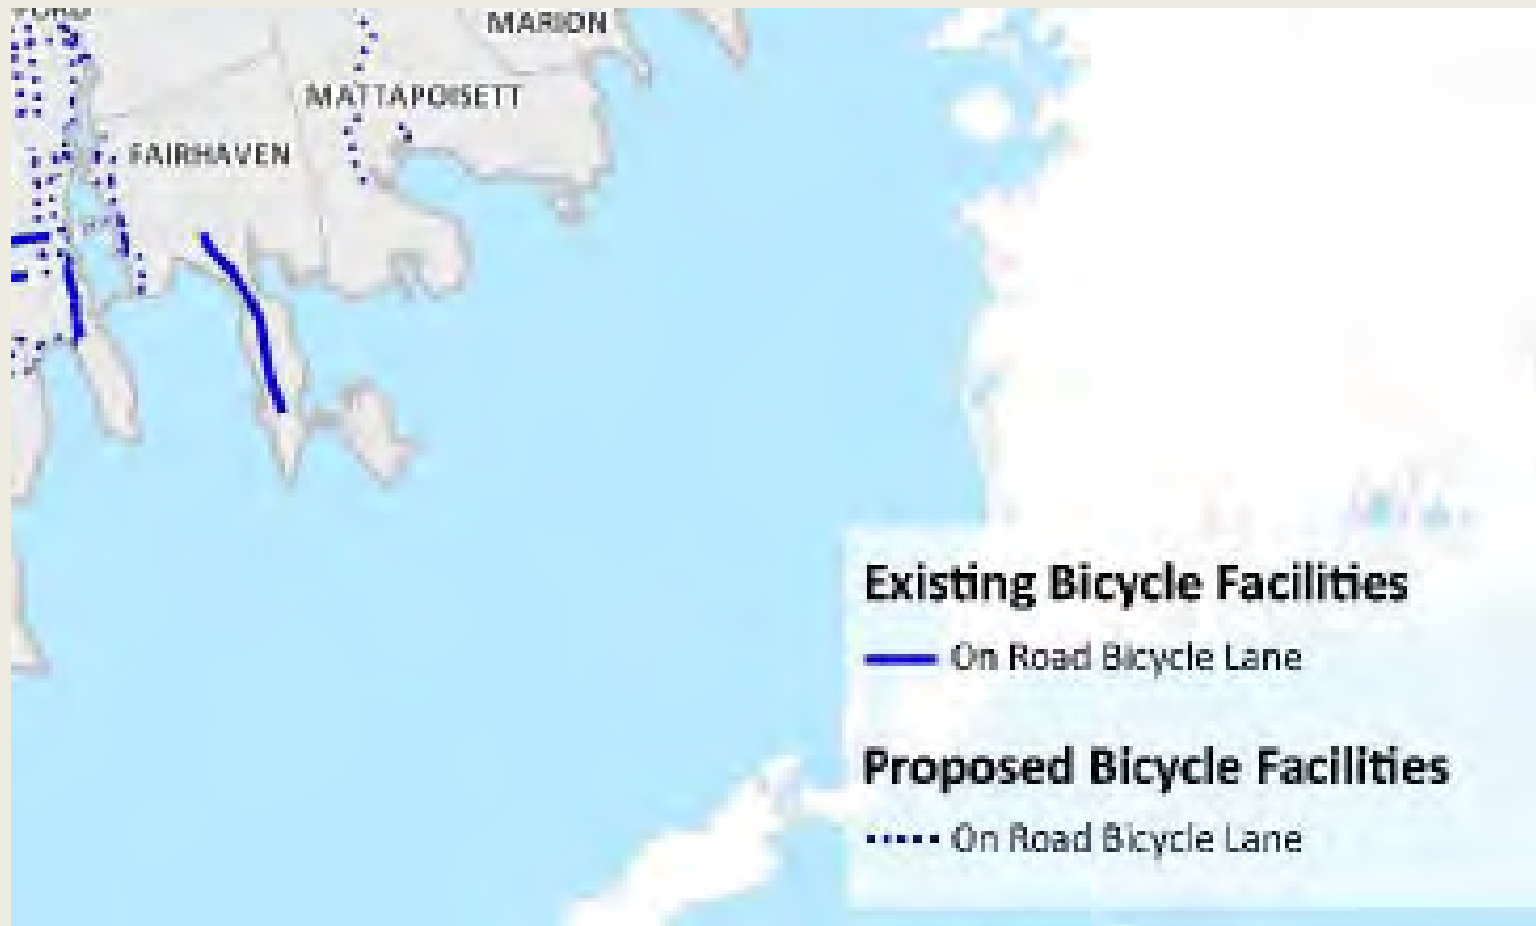 MARION
MATTAPOISETT
FAIRHAVEN
Existing Bicycle Facilities
On Road Bicycle Lane
Proposed Bicycle Facilities
On Road Bicycle Lane